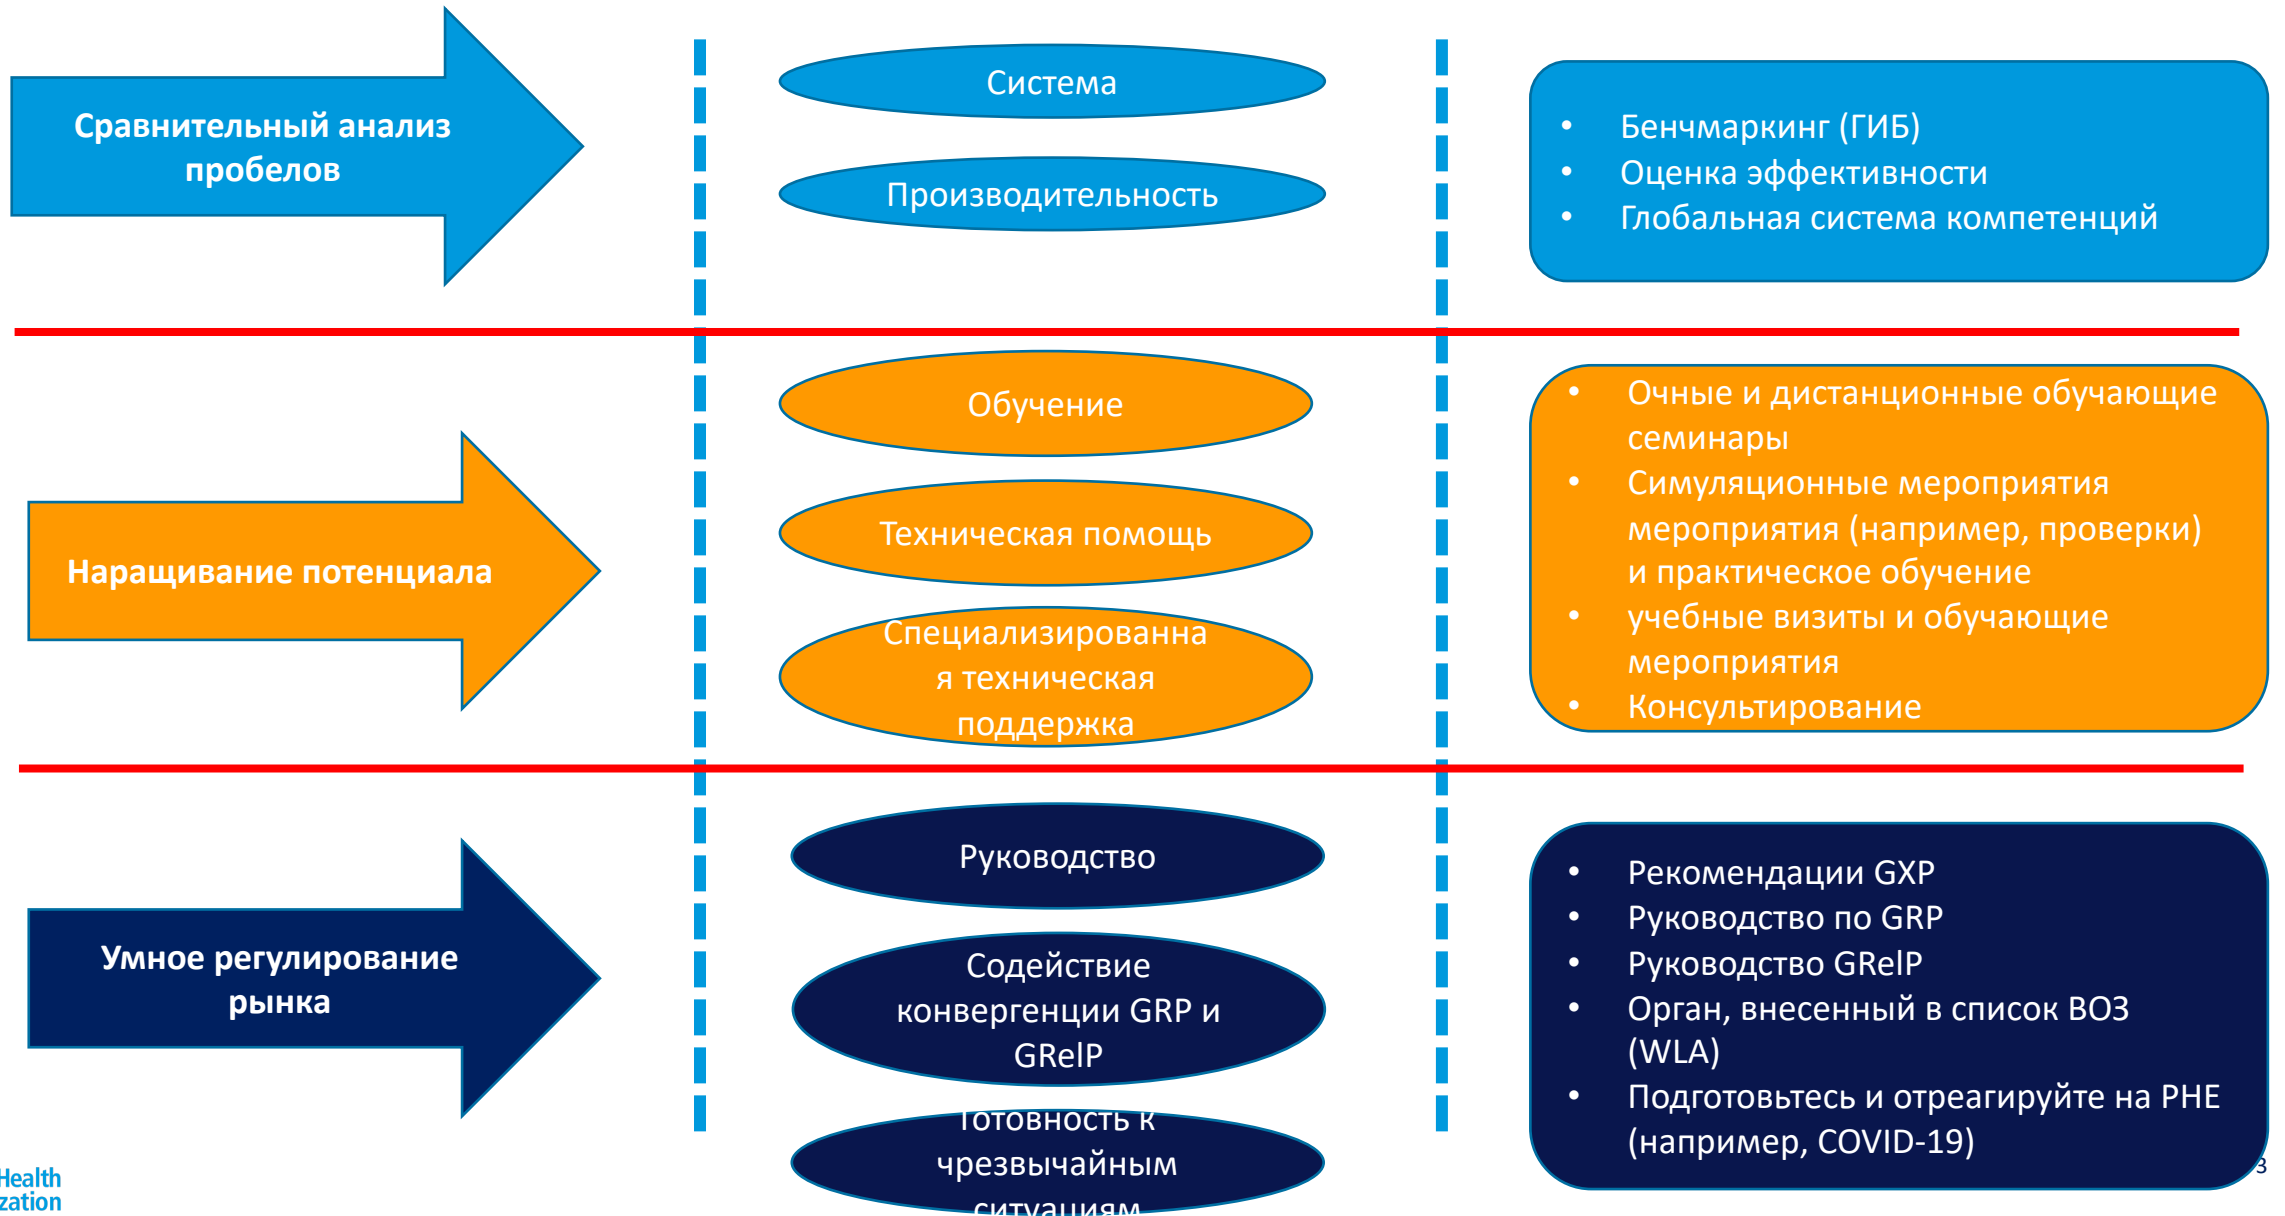 Сравнительный анализ
пробелов
Система
Производительность
• Бенчмаркинг (ГИБ)
• Оценка эффективности
• Глобальная система компетенций
Наращивание потенциала
Обучение
Техническая помощь
Специализированна
я техническая
поддержка
• Очные и дистанционные обучающие
семинары
• Симуляционные мероприятия
мероприятия (например, проверки)
и практическое обучение
• учебные визиты и обучающие
мероприятия
• Консультирование
Умное регулирование
рынка
Руководство
Содействие
конвергенции GRP и
GRelP
Готовность к
чрезвычайным
ситуациям
• Рекомендации GXP
• Руководство по GRP
• Руководство GRelP
• Орган, внесенный в список ВОЗ
(WLA)
• Подготовьтесь и отреагируйте на PHE
(например, COVID-19)
Health
zation
3